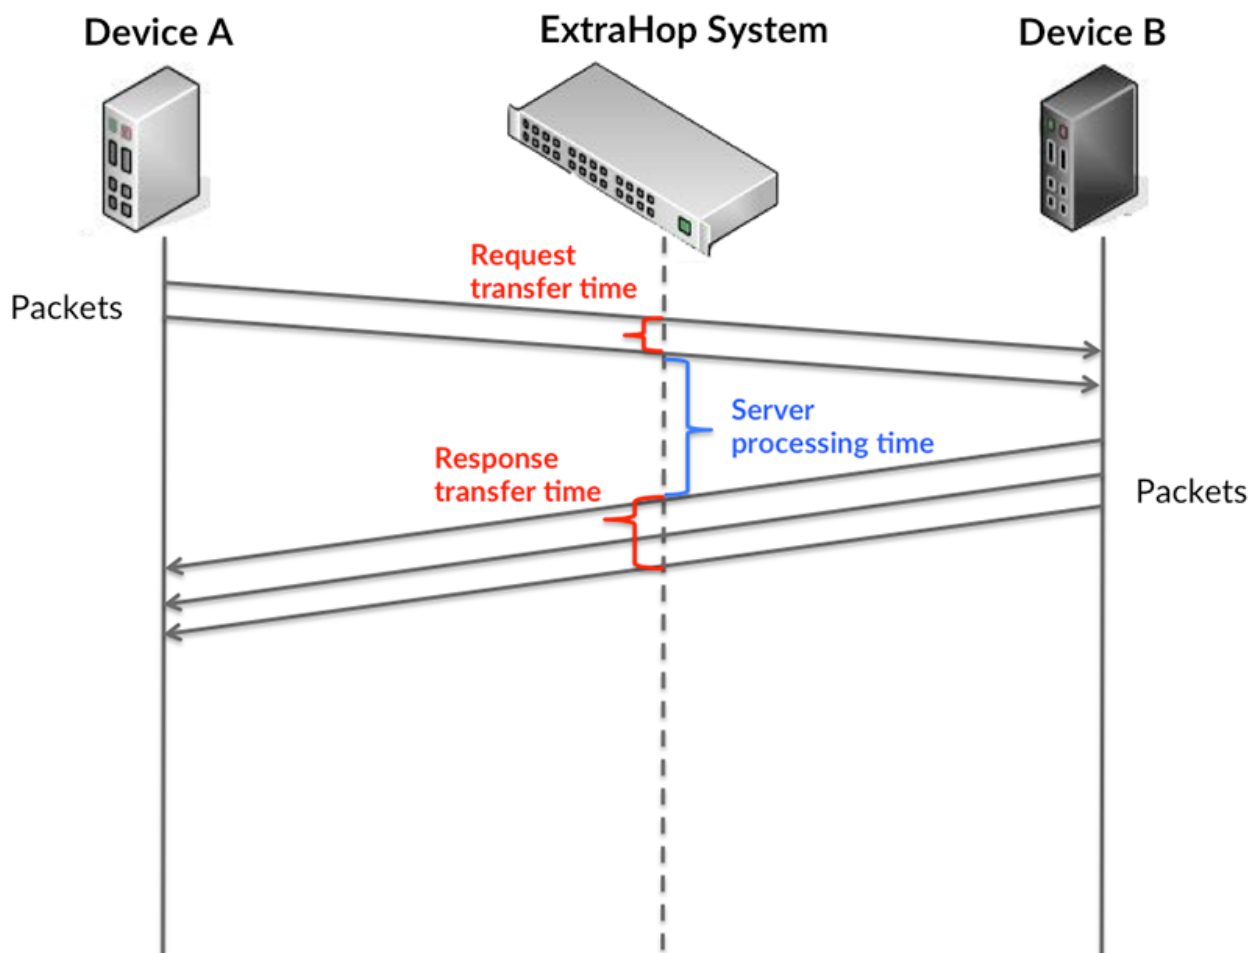 Device A
ExtraHop System
Device B
Request
transfer time
Packets
Server
processing time
Response
transfer time
Packets